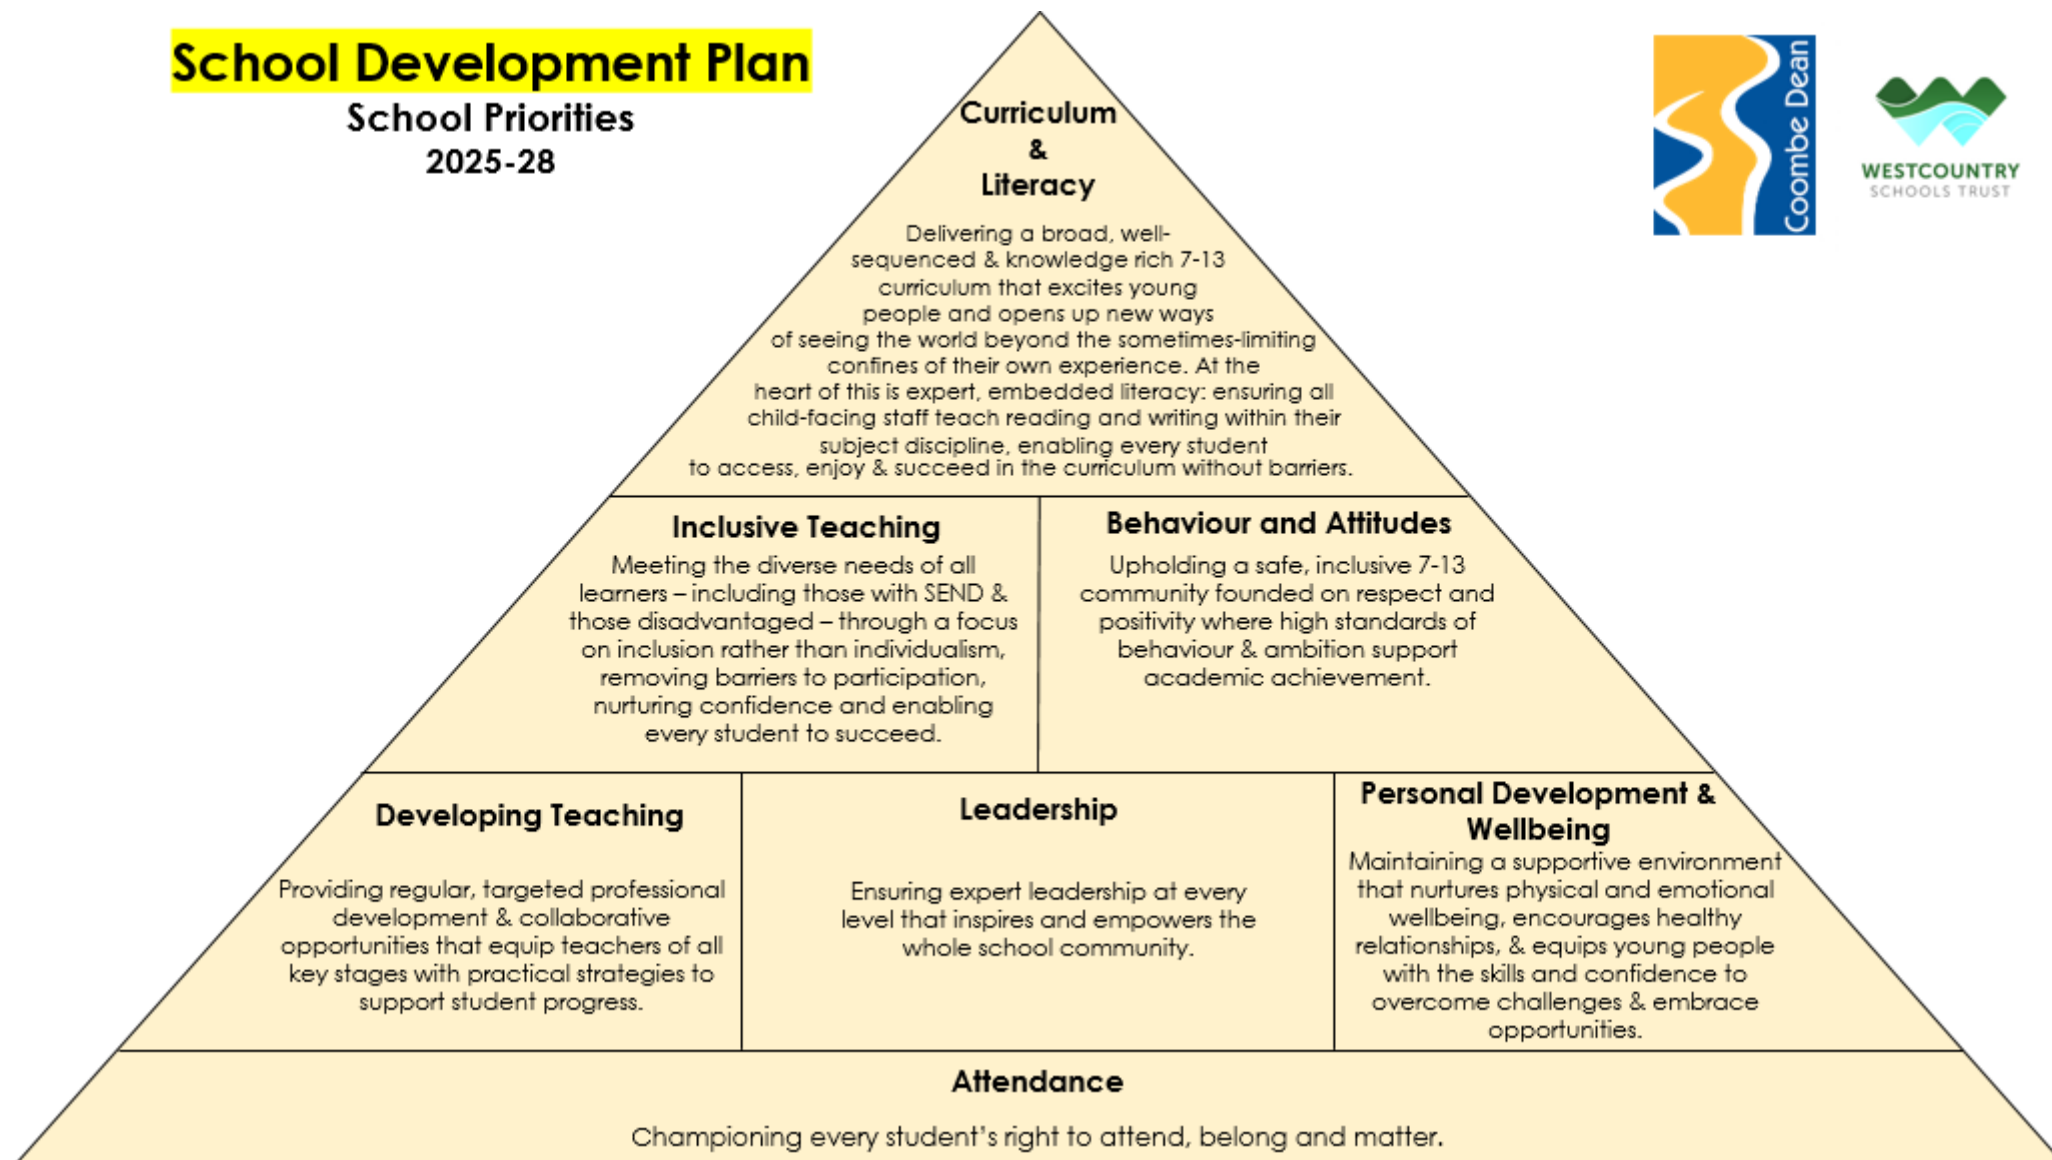 School Development Plan
School Priorities
2025-28
Coombe Dean
WESTCOUNTRY
SCHOOLS TRUST
Curriculum
&
Literacy
Delivering a broad, well-
sequenced & knowledge rich 7-13
curriculum that excites young
people and opens up new ways
of seeing the world beyond the sometimes-limiting
confines of their own experience. At the
heart of this is expert, embedded literacy: ensuring all
child-facing staff teach reading and writing within their
subject discipline, enabling every student
to access, enjoy & succeed in the curriculum without barriers.
Inclusive Teaching
Meeting the diverse needs of all
learners – including those with SEND &
those disadvantaged – through a focus
on inclusion rather than individualism,
removing barriers to participation,
nurturing confidence and enabling
every student to succeed.
Behaviour and Attitudes
Upholding a safe, inclusive 7-13
community founded on respect and
positivity where high standards of
behaviour & ambition support
academic achievement.
Developing Teaching
Providing regular, targeted professional
development & collaborative
opportunities that equip teachers of all
key stages with practical strategies to
support student progress.
Leadership
Ensuring expert leadership at every
level that inspires and empowers the
whole school community.
Personal Development &
Wellbeing
Maintaining a supportive environment
that nurtures physical and emotional
wellbeing, encourages healthy
relationships, & equips young people
with the skills and confidence to
overcome challenges & embrace
opportunities.
Attendance
Championing every student's right to attend, belong and matter.